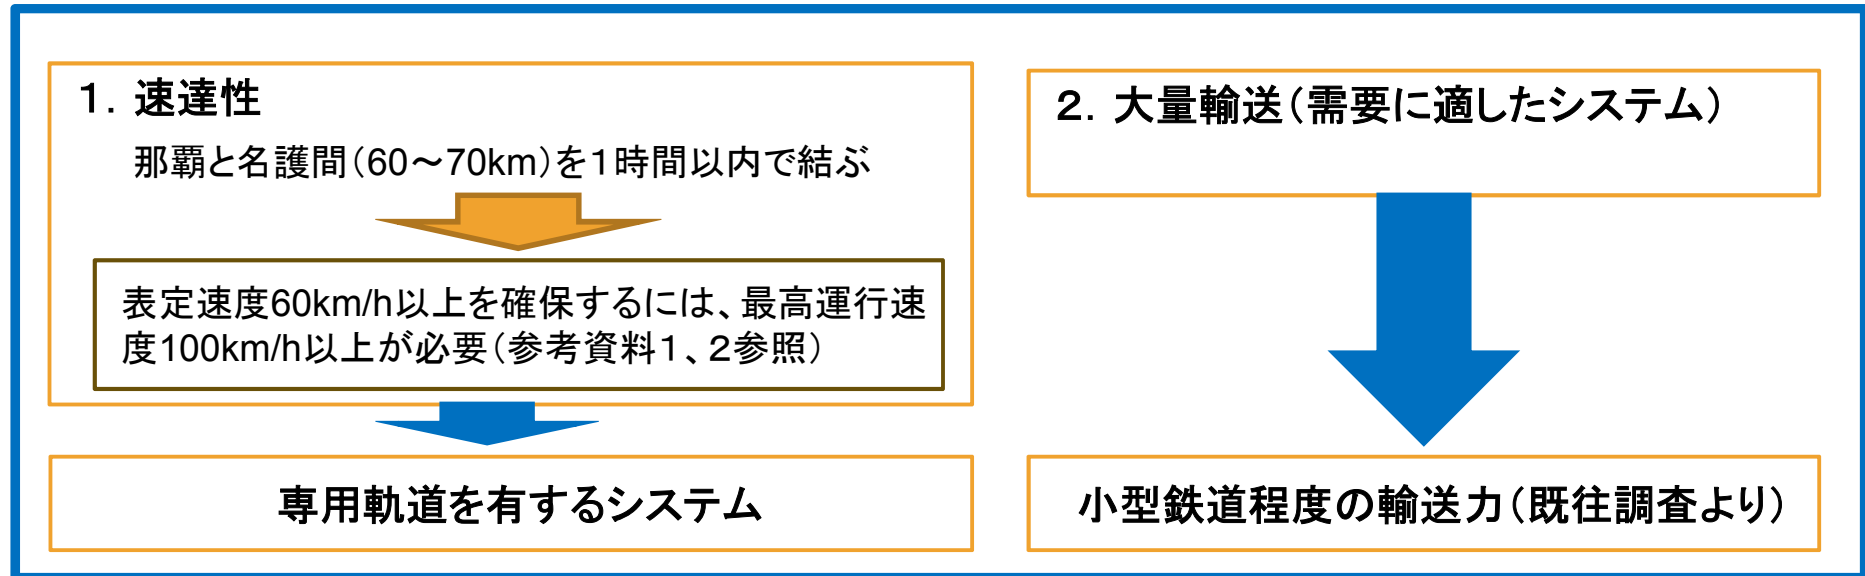 １．速達性
那覇と名護間（60～70km）を１時間以内で結ぶ
表定速度60km/h以上を確保するには、最高運行速
度100km/h以上が必要（参考資料１、２参照）
専用軌道を有するシステム
２．大量輸送（需要に適したシステム）
小型鉄道程度の輸送力（既往調査より）